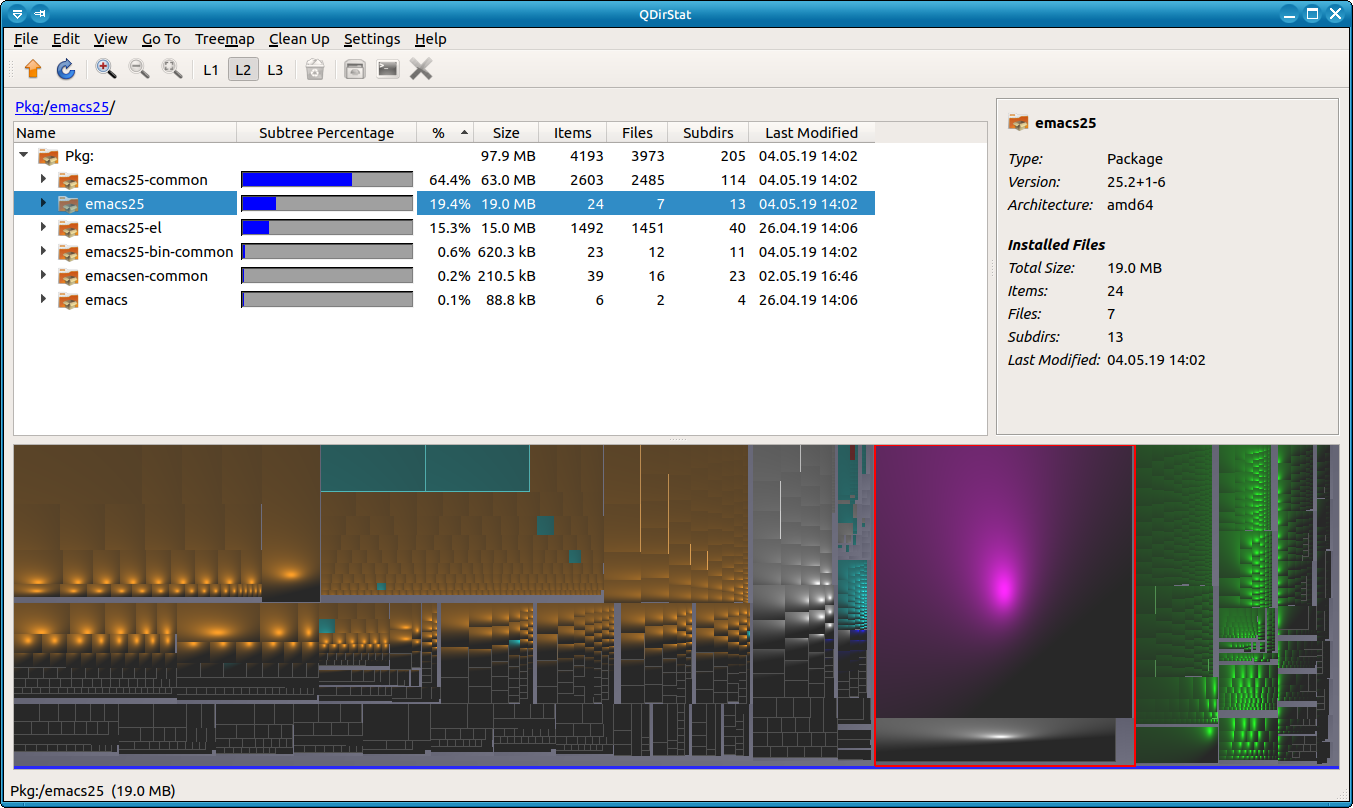 QDirStat
File Edit View Go To Treemap Clean Up Settings Help
L1 L2 L3
Pkg:/emacs25/
Name Subtree Percentage % Size Items Files Subdirs Last Modified
Pkg: 97.9 MB 4193 3973 205 04.05.19 14:02
emacs25-common 64.4% 63.0 MB 2603 2485 114 04.05.19 14:02
emacs25 19.4% 19.0 MB 24 7 13 04.05.19 14:02
emacs25-el 15.3% 15.0 MB 1492 1451 40 26.04.19 14:06
emacs25-bin-common 0.6% 620.3 kB 23 12 11 04.05.19 14:02
emacsen-common 0.2% 210.5 kB 39 16 23 02.05.19 16:46
emacs 0.1% 88.8 kB 6 2 4 26.04.19 14:06
emacs25
Type: Package
Version: 25.2+1-6
Architecture: amd64
Installed Files
Total Size: 19.0 MB
Items: 24
Files: 7
Subdirs: 13
Last Modified: 04.05.19 14:02
Pkg:/emacs25 (19.0 MB)